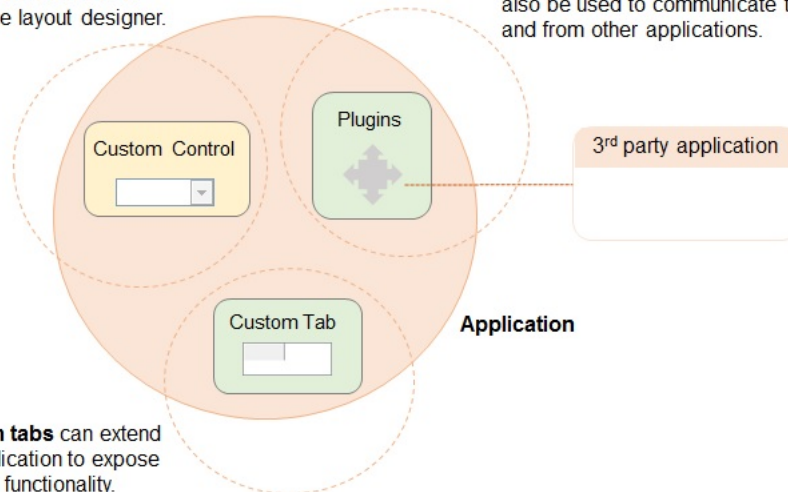 layout designer.
also be used to communicate
and from other applications.
Plugins
Custom Control
3rd party application
Custom Tab
Application
tabs can extend
to expose
functionality.